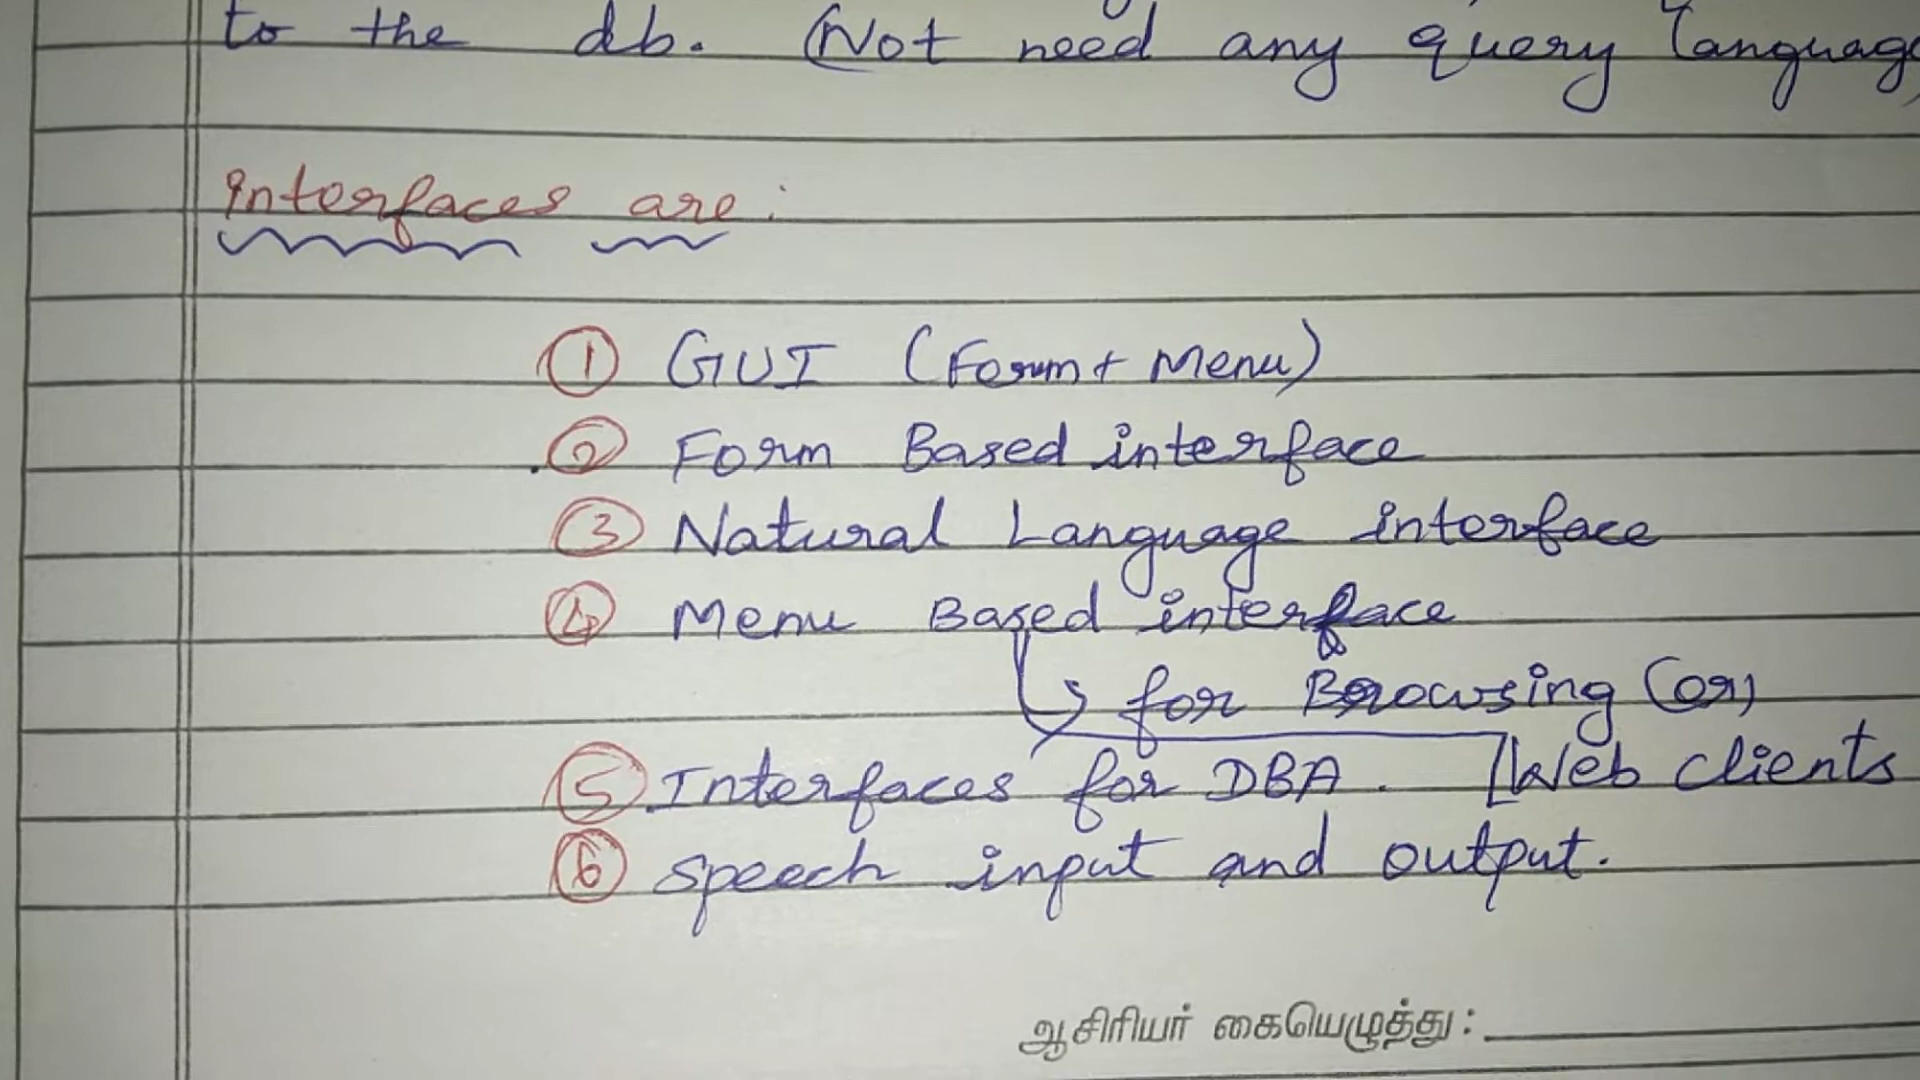 to the db. (Not need any query language
interfaces are:
① GUI (Form + Menu)
② Form Based interface
③ Natural Language interface
④ Menu Based interface
→ for Browsing (or)
⑤ Interfaces for DBA. [Web clients
⑥ speech input and output.
ஆசிரியர் கையெழுத்து: